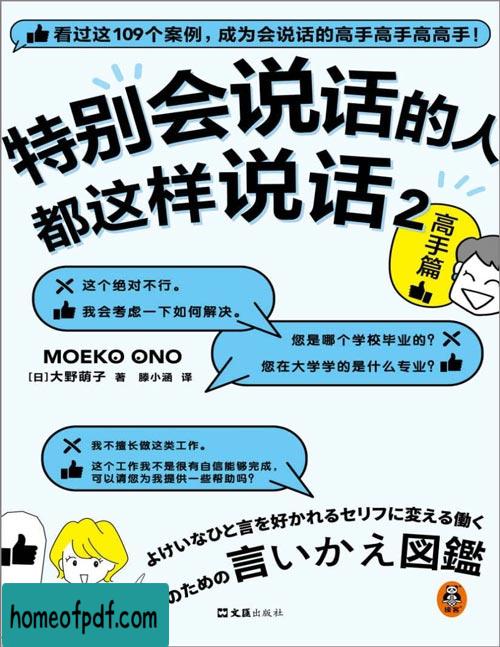 看过这109个案例，成为会说话的高手高手高高手！
特别会说话的人
都这样说话2
高手篇
这个绝对不行。
我会考虑一下如何解决。
您是哪个学校毕业的？
您在大学学的是什么专业？
MOEKO ONO
［日］大野萌子 著 滕小涵 译
我不擅长做这类工作。
这个工作我不是很有自信能够完成，
可以请您为我提供一些帮助吗？
よけいなひと言を好かれるセリフに変える働く
のための言いかえ図鑑
文匯出版社
读客
homeofpdf.com